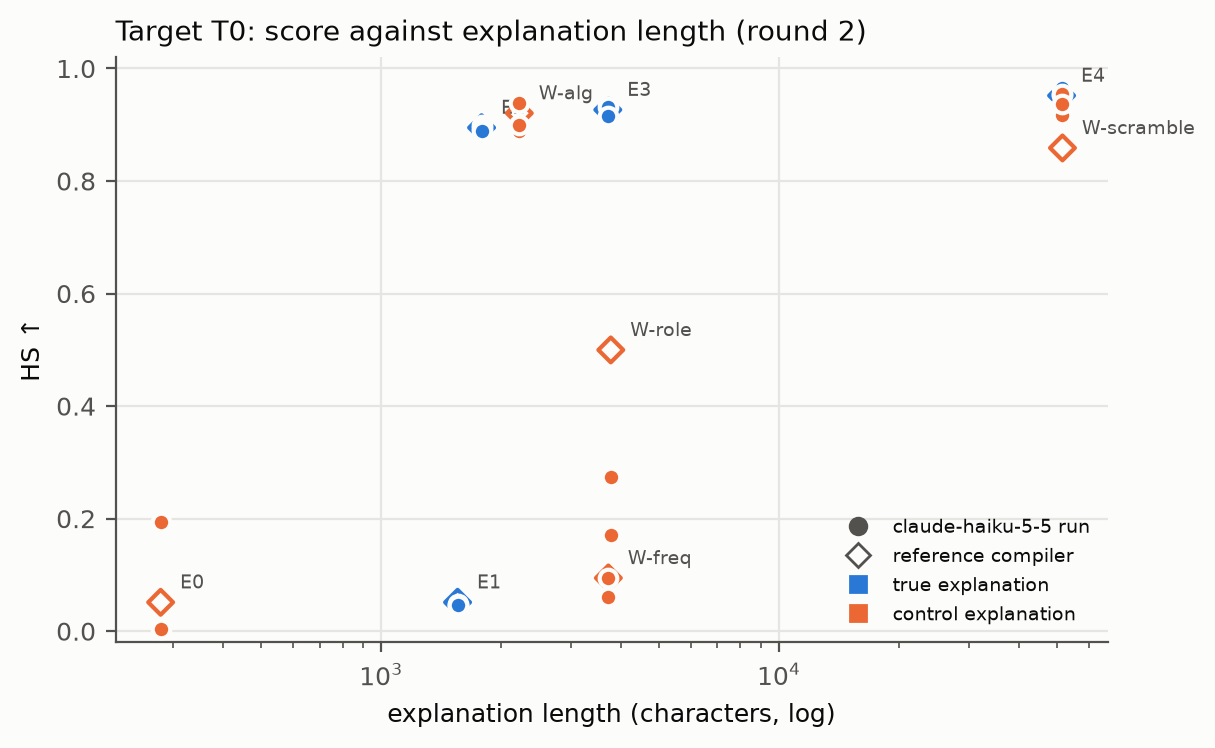 Target T0: score against explanation length (round 2)
1.0
E4
E3
W-alg
W-scramble
0.8
0.6
HS ↑
W-role
0.4
0.2
claude-haiku-5-5 run
W-freq
reference compiler
E0
E1
true explanation
control explanation
0.0
10³
10⁴
explanation length (characters, log)